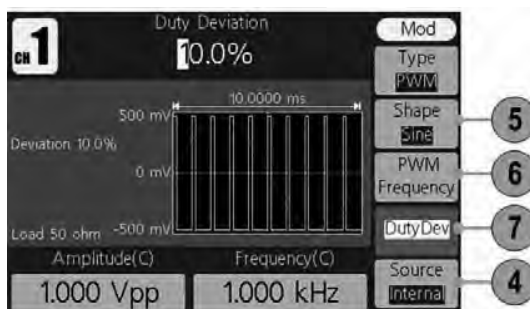 CH 1
Duty Deviation
10.0%
Mod
Type
PWM
Shape
Sine
5
PWM
Frequency
6
DutyDev
7
Source
Internal
4
10.0000 ms
500 mV
Deviation 10.0%
0 mV
Load 50 ohm
-500 mV
Amplitude(C)
1.000 Vpp
Frequency(C)
1.000 kHz